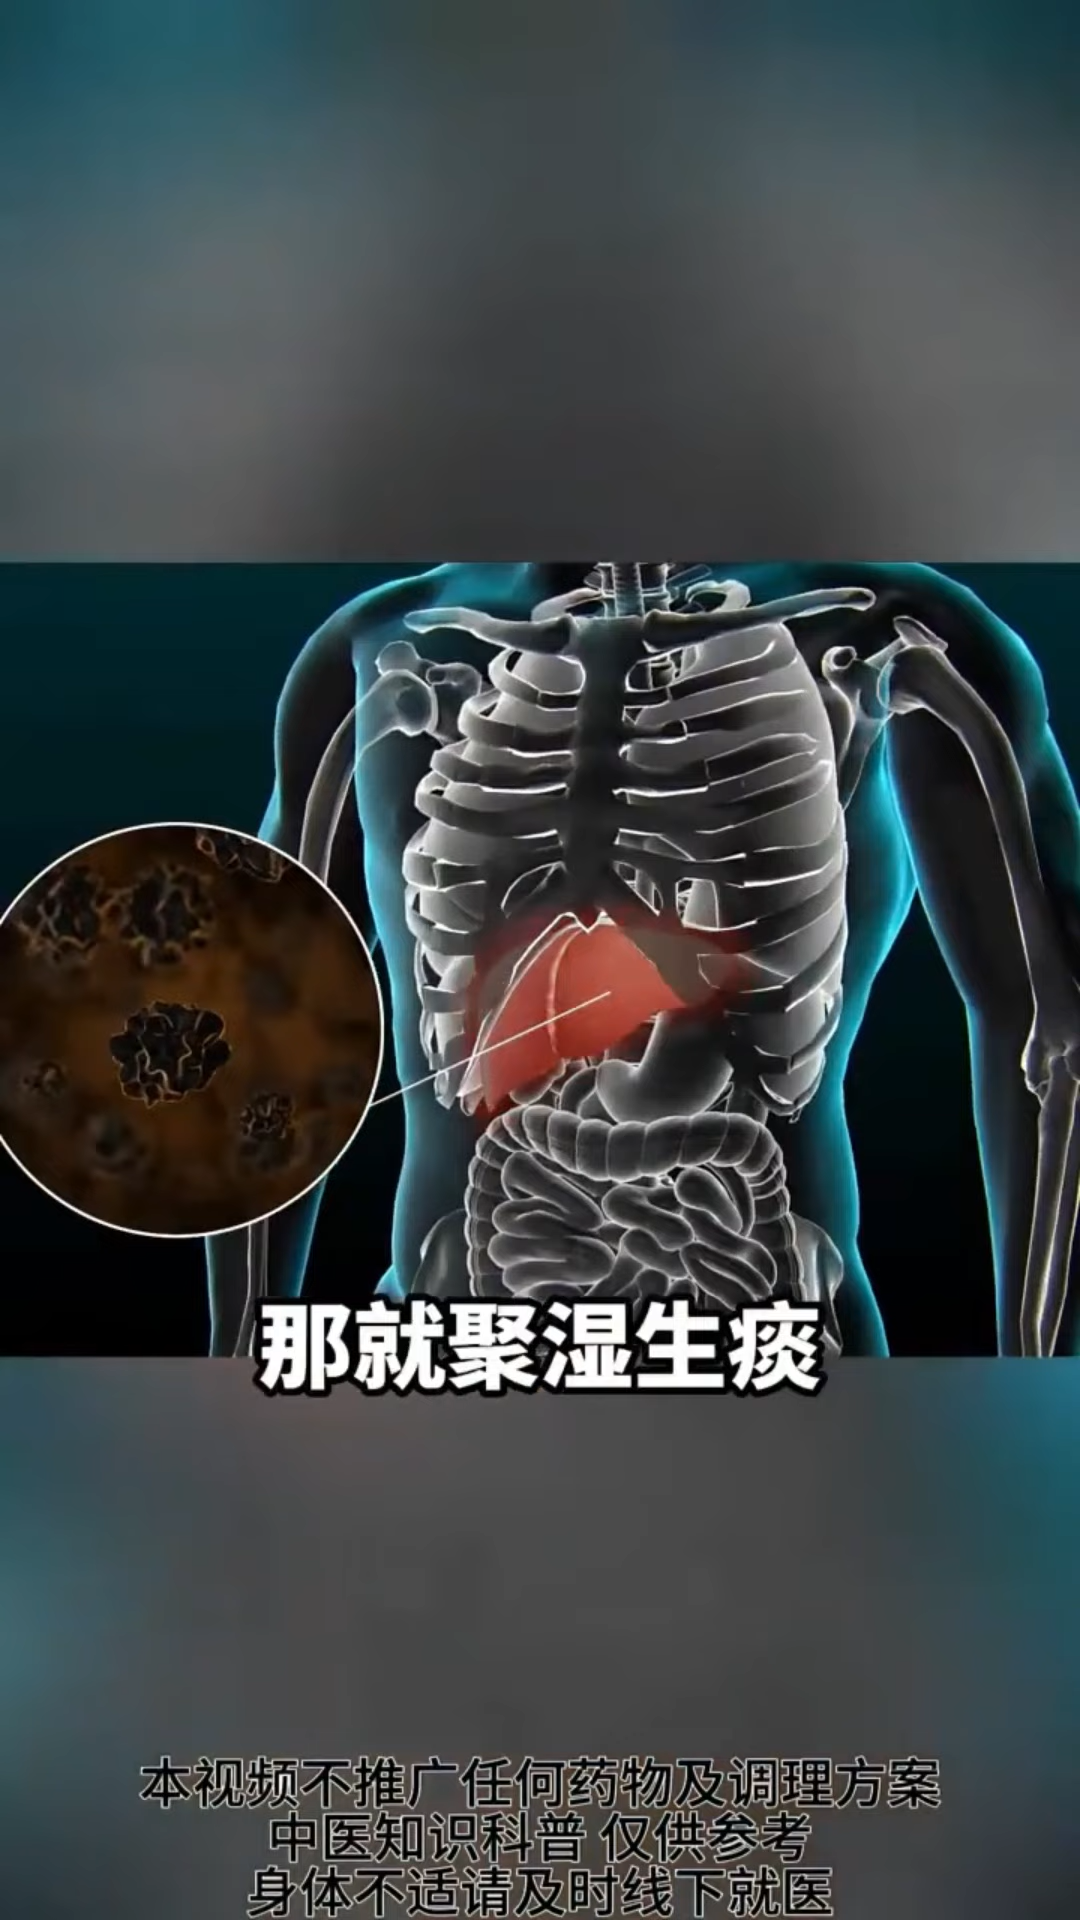 那就聚湿生痰
本视频不推广任何药物及调理方案
中医知识科普 仅供参考
身体不适请及时线下就医